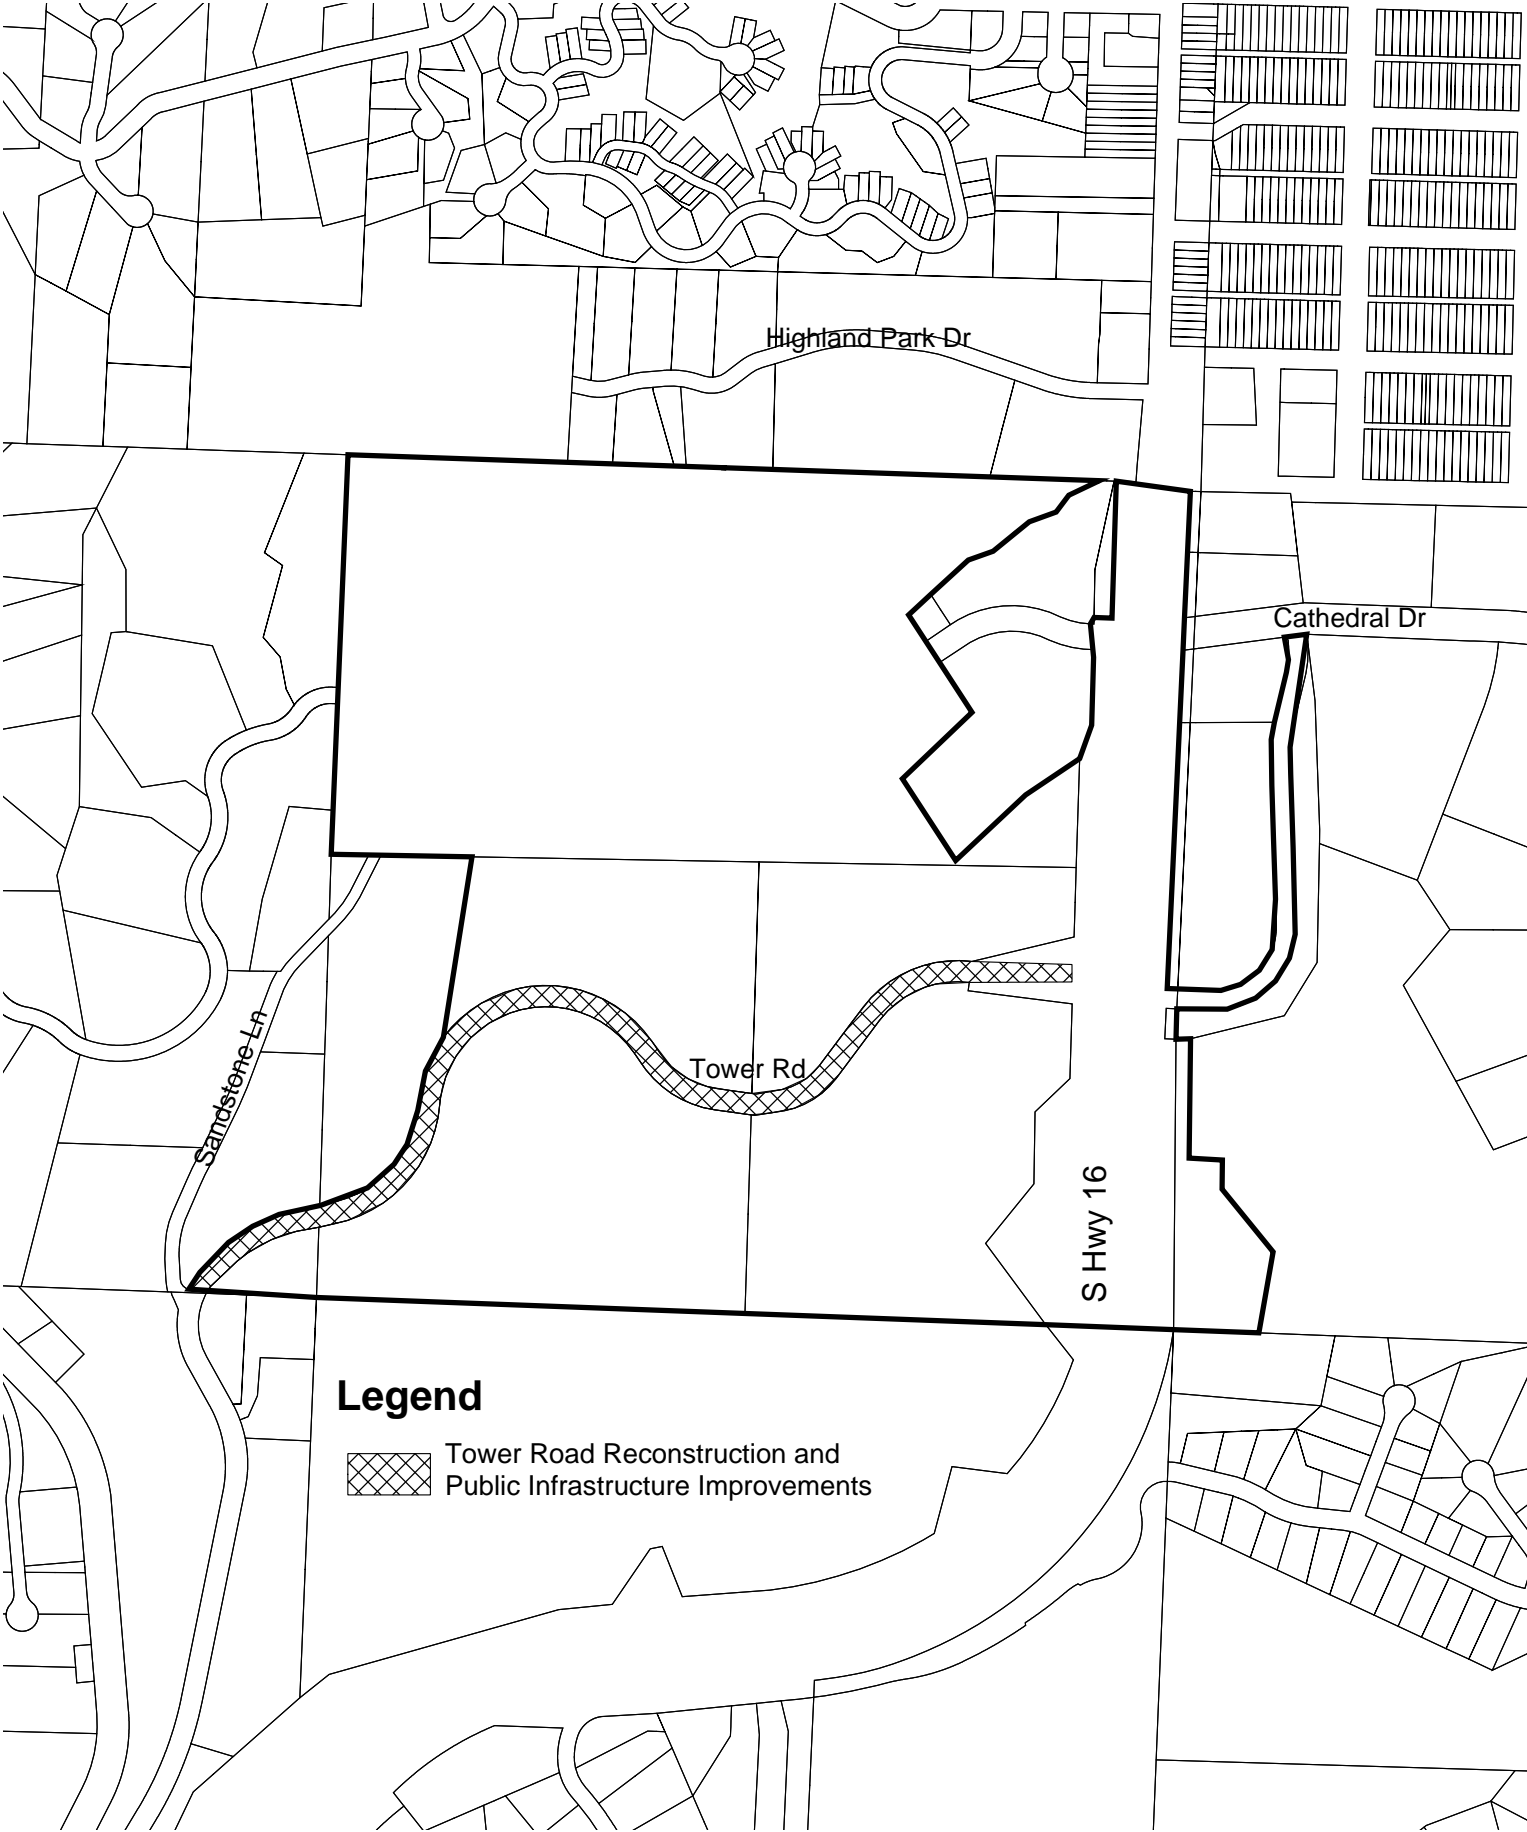 Highland Park Dr
Cathedral Dr
Sandstone Ln
Tower Rd
S Hwy 16
Legend
Tower Road Reconstruction and
Public Infrastructure Improvements